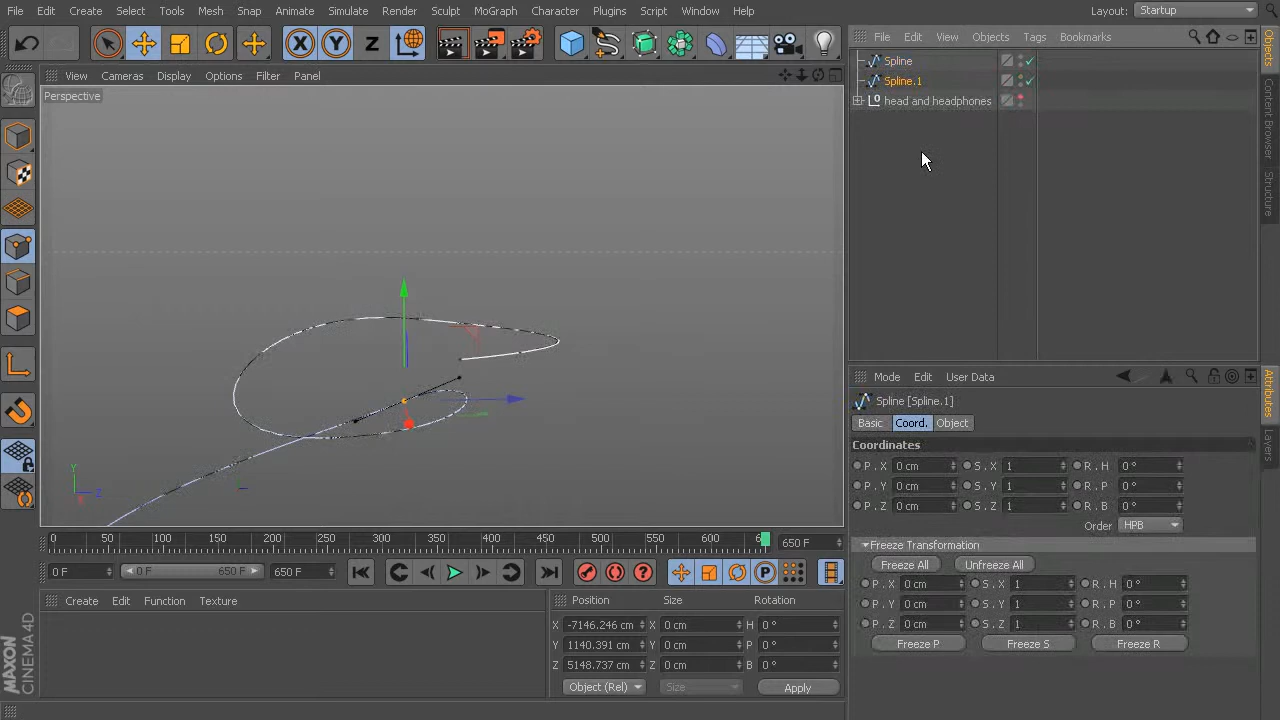 File Edit Create Select Tools Mesh Snap Animate Simulate Render Sculpt MoGraph Character Plugins Script Window Help Layout: Startup
X Y Z
File Edit View Objects Tags Bookmarks
View Cameras Display Options Filter Panel
Perspective
Spline
Spline.1
head and headphones
Objects
Content Browser
Structure
Y
Z
X
Mode Edit User Data
Spline [Spline.1]
Basic Coord. Object
Coordinates
P . X 0 cm S . X 1 R . H 0 °
P . Y 0 cm S . Y 1 R . P 0 °
P . Z 0 cm S . Z 1 R . B 0 °
Order HPB
Freeze Transformation
Freeze All Unfreeze All
P . X 0 cm S . X 1 R . H 0 °
P . Y 0 cm S . Y 1 R . P 0 °
P . Z 0 cm S . Z 1 R . B 0 °
Freeze P Freeze S Freeze R
Attributes
Layers
0 50 100 150 200 250 300 350 400 450 500 550 600 650 F
0 F 0 F 650 F 650 F
P
Create Edit Function Texture
Position Size Rotation
X -7146.246 cm X 0 cm H 0 °
Y 1140.391 cm Y 0 cm P 0 °
Z 5148.737 cm Z 0 cm B 0 °
Object (Rel) Size Apply
MAXON
CINEMA 4D